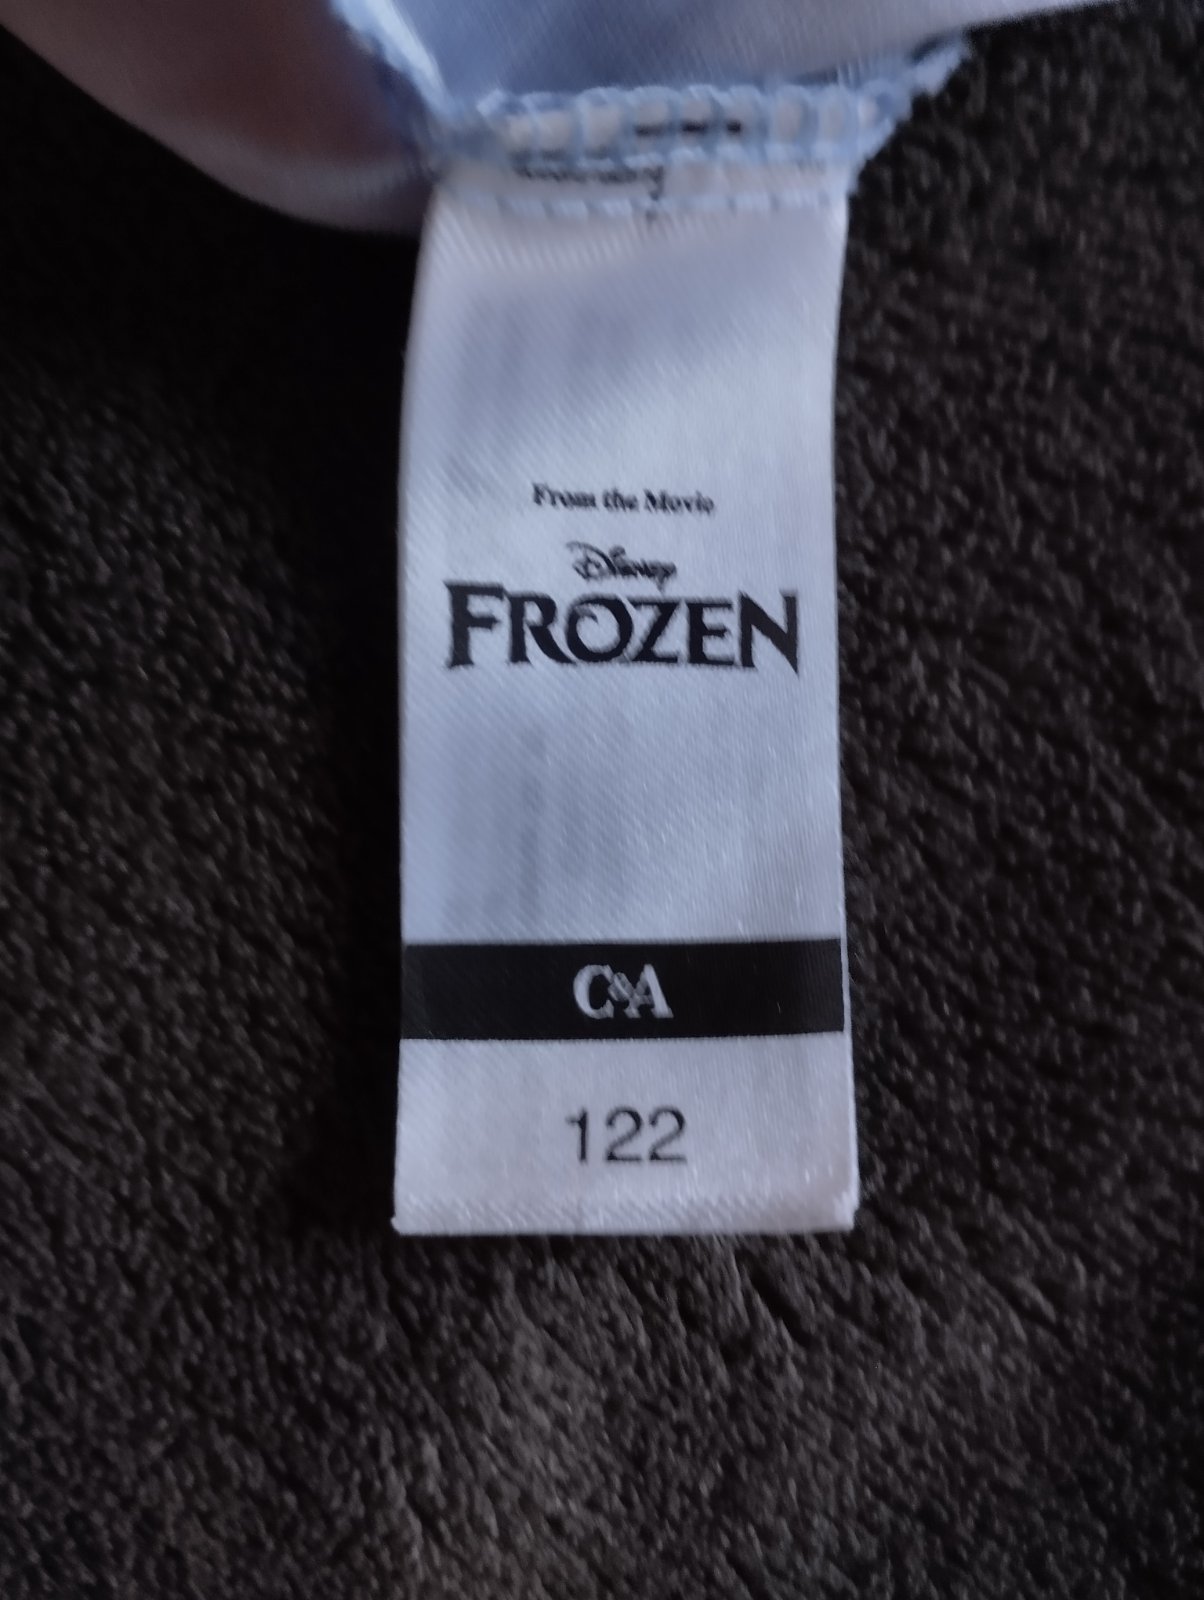 From the Movie
Disney
FROZEN
C&A
122